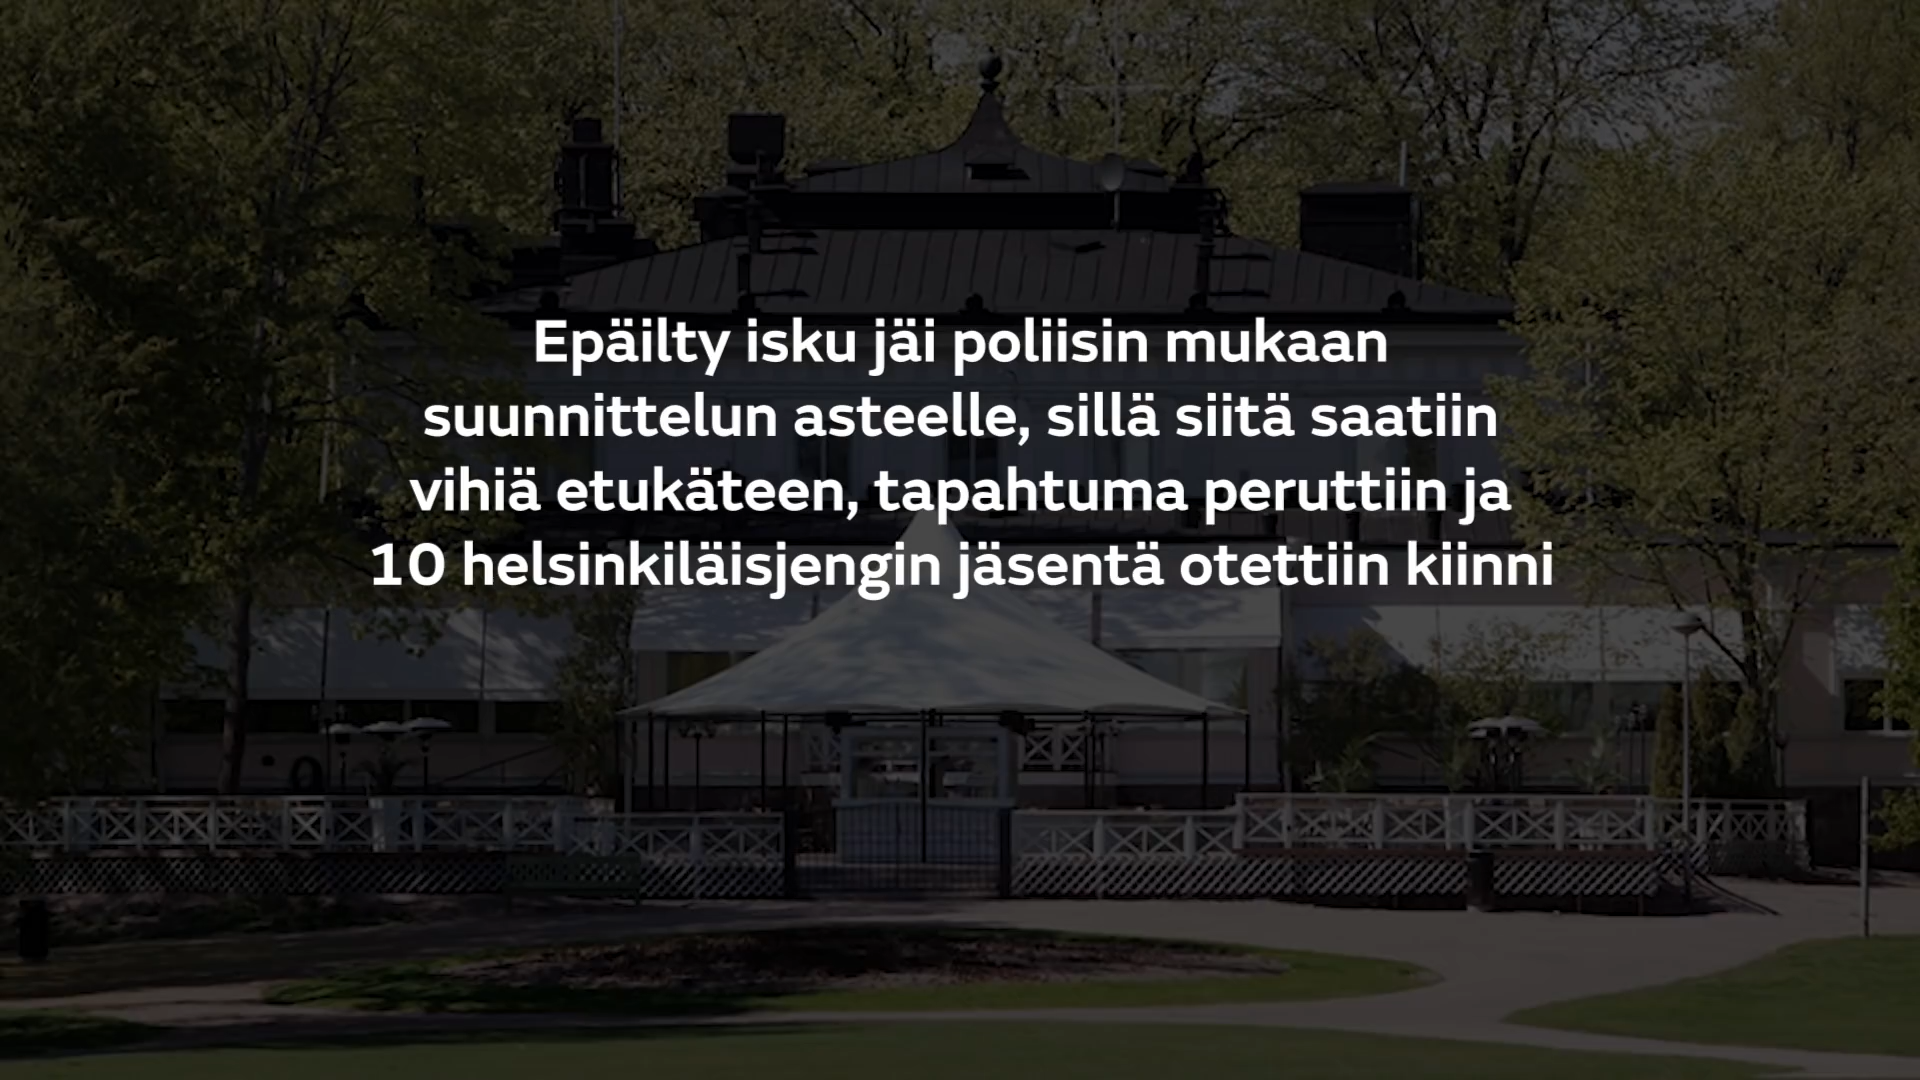 Epäilty isku jäi poliisin mukaan
suunnittelun asteelle, sillä siitä saatiin
vihiä etukäteen, tapahtuma peruttiin ja
10 helsinkiläisjengin jäsentä otettiin kiinni